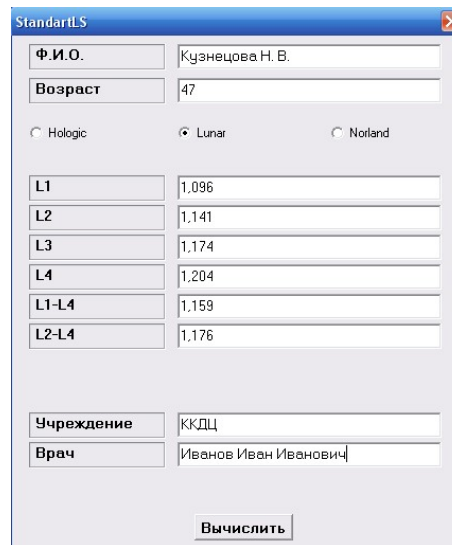 StandartLS
Ф.И.О. Кузнецова Н. В.
Возраст 47
Hologic Lunar Norland
L1 1,096
L2 1,141
L3 1,174
L4 1,204
L1-L4 1,159
L2-L4 1,176
Учреждение ККДЦ
Врач Иванов Иван Иванович
Вычислить